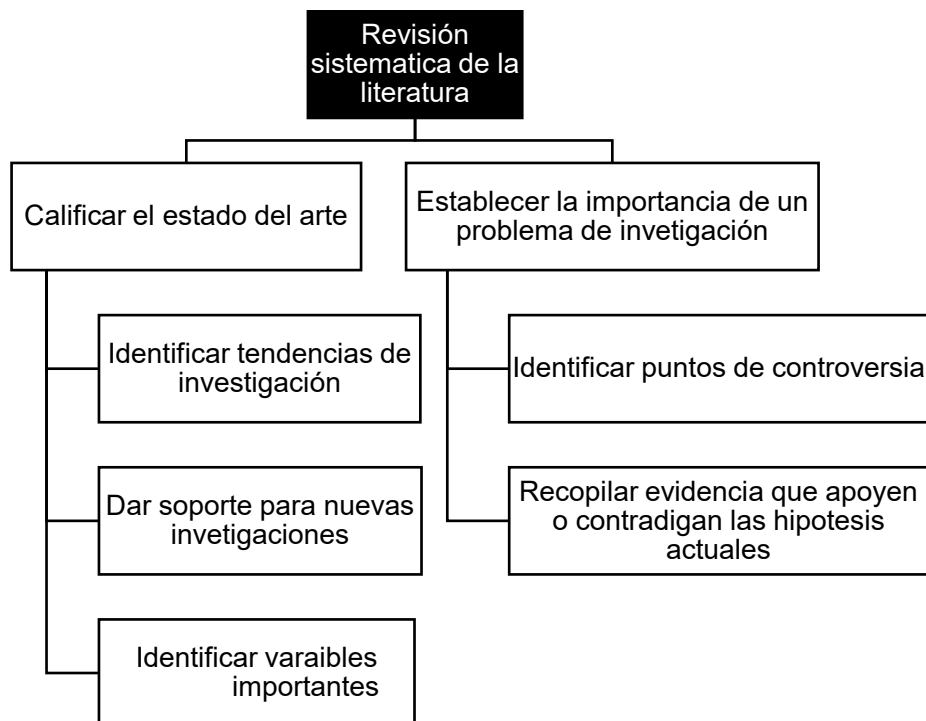 Revisión
sistematica de la
literatura
Calificar el estado del arte
Establecer la importancia de un
problema de invetigación
Identificar tendencias de
investigación
Dar soporte para nuevas
invetigaciones
Identificar varaibles
importantes
Identificar puntos de controversia
Recopilar evidencia que apoyen
o contradigan las hipotesis
actuales